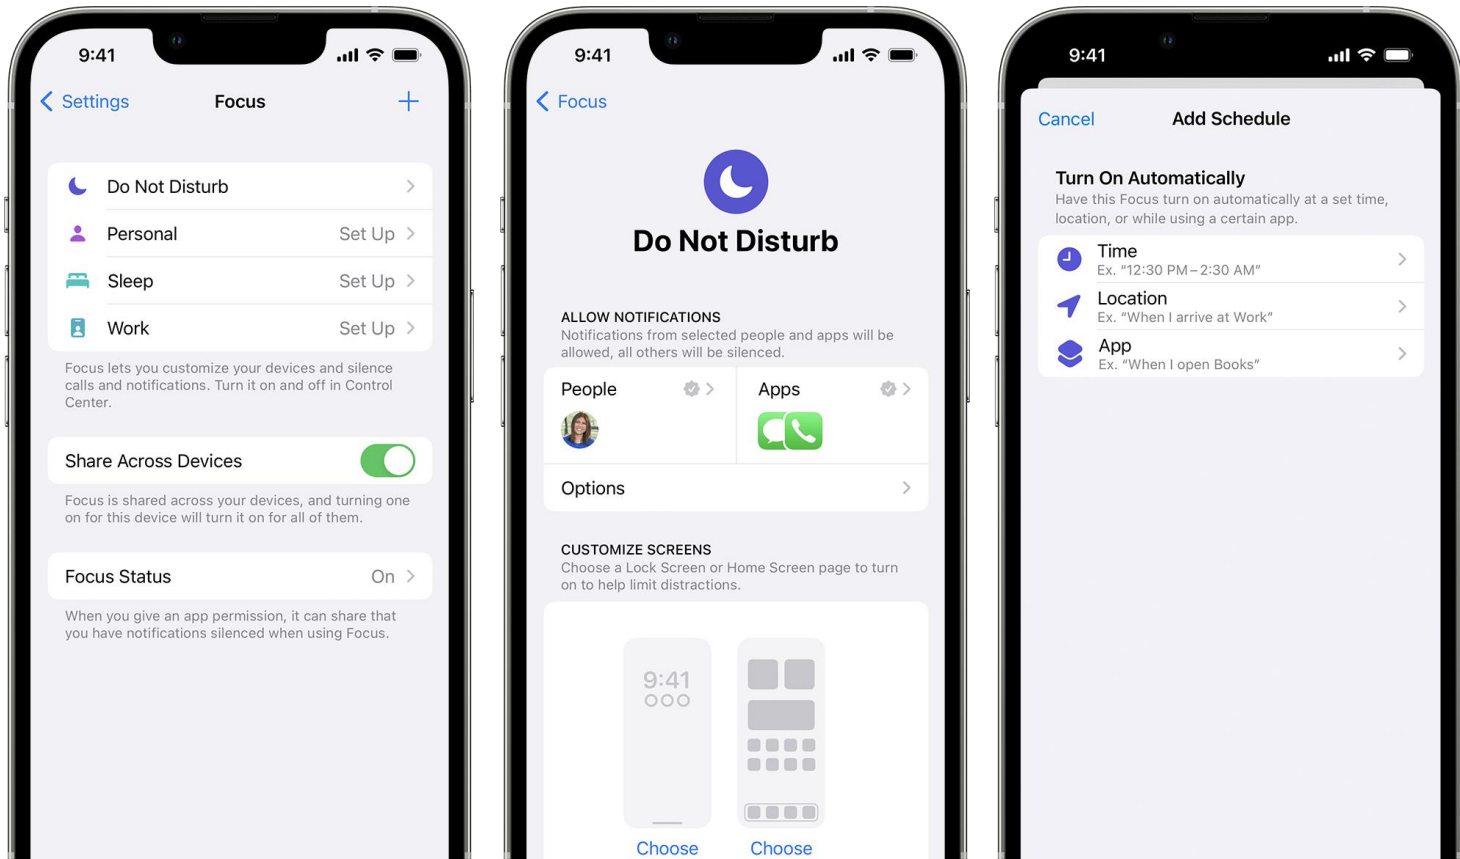 9:41
Settings
Focus
Do Not Disturb
Personal Set Up
Sleep Set Up
Work Set Up
Focus lets you customize your devices and silence
calls and notifications. Turn it on and off in Control
Center.
Share Across Devices
Focus is shared across your devices, and turning one
on for this device will turn it on for all of them.
Focus Status On
When you give an app permission, it can share that
you have notifications silenced when using Focus.
9:41
Focus
Do Not Disturb
ALLOW NOTIFICATIONS
Notifications from selected people and apps will be
allowed, all others will be silenced.
People Apps
Options
CUSTOMIZE SCREENS
Choose a Lock Screen or Home Screen page to turn
on to help limit distractions.
9:41
Choose Choose
9:41
Cancel Add Schedule
Turn On Automatically
Have this Focus turn on automatically at a set time,
location, or while using a certain app.
Time
Ex. “12:30 PM – 2:30 AM”
Location
Ex. “When I arrive at Work”
App
Ex. “When I open Books”